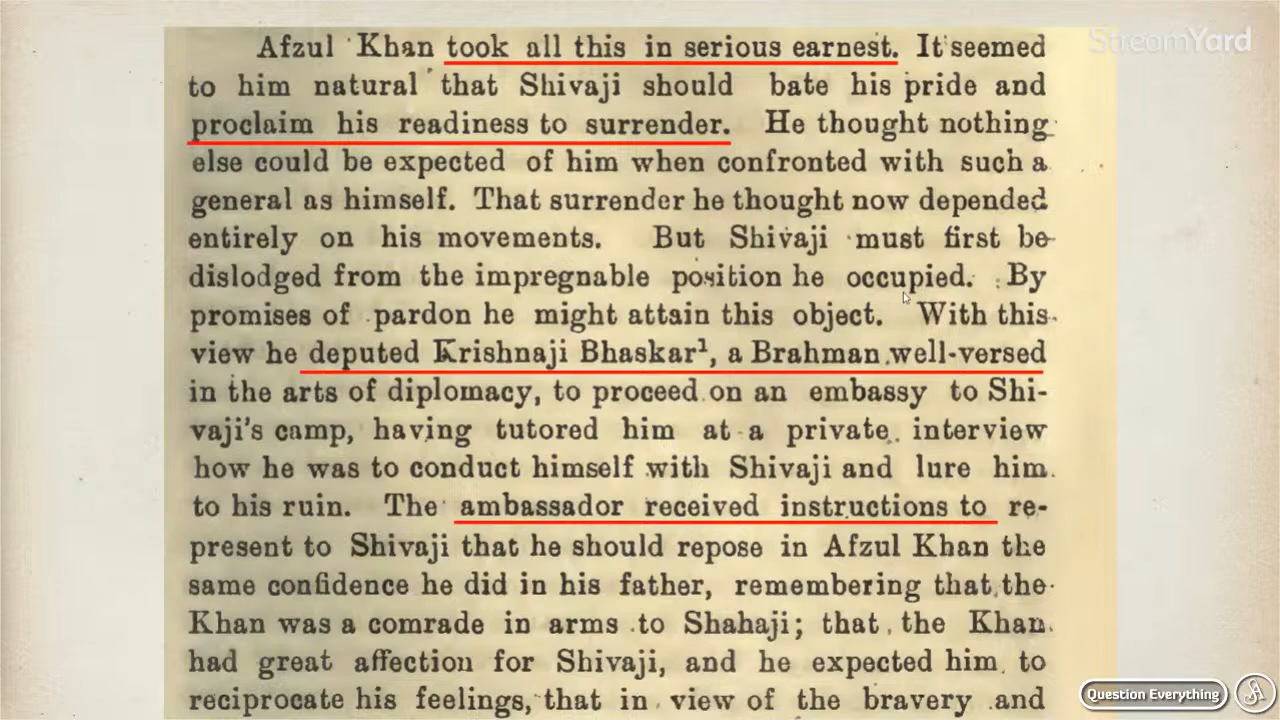 StreamYard
Afzul Khan took all this in serious earnest. It seemed
to him natural that Shivaji should bate his pride and
proclaim his readiness to surrender. He thought nothing
else could be expected of him when confronted with such a
general as himself. That surrender he thought now depended
entirely on his movements. But Shivaji must first be
dislodged from the impregnable position he occupied. By
promises of pardon he might attain this object. With this
view he deputed Krishnaji Bhaskar¹, a Brahman well-versed
in the arts of diplomacy, to proceed on an embassy to Shi-
vaji's camp, having tutored him at a private interview
how he was to conduct himself with Shivaji and lure him
to his ruin. The ambassador received instructions to re-
present to Shivaji that he should repose in Afzul Khan the
same confidence he did in his father, remembering that the
Khan was a comrade in arms to Shahaji; that the Khan
had great affection for Shivaji, and he expected him to
reciprocate his feelings, that in view of the bravery and
Question Everything